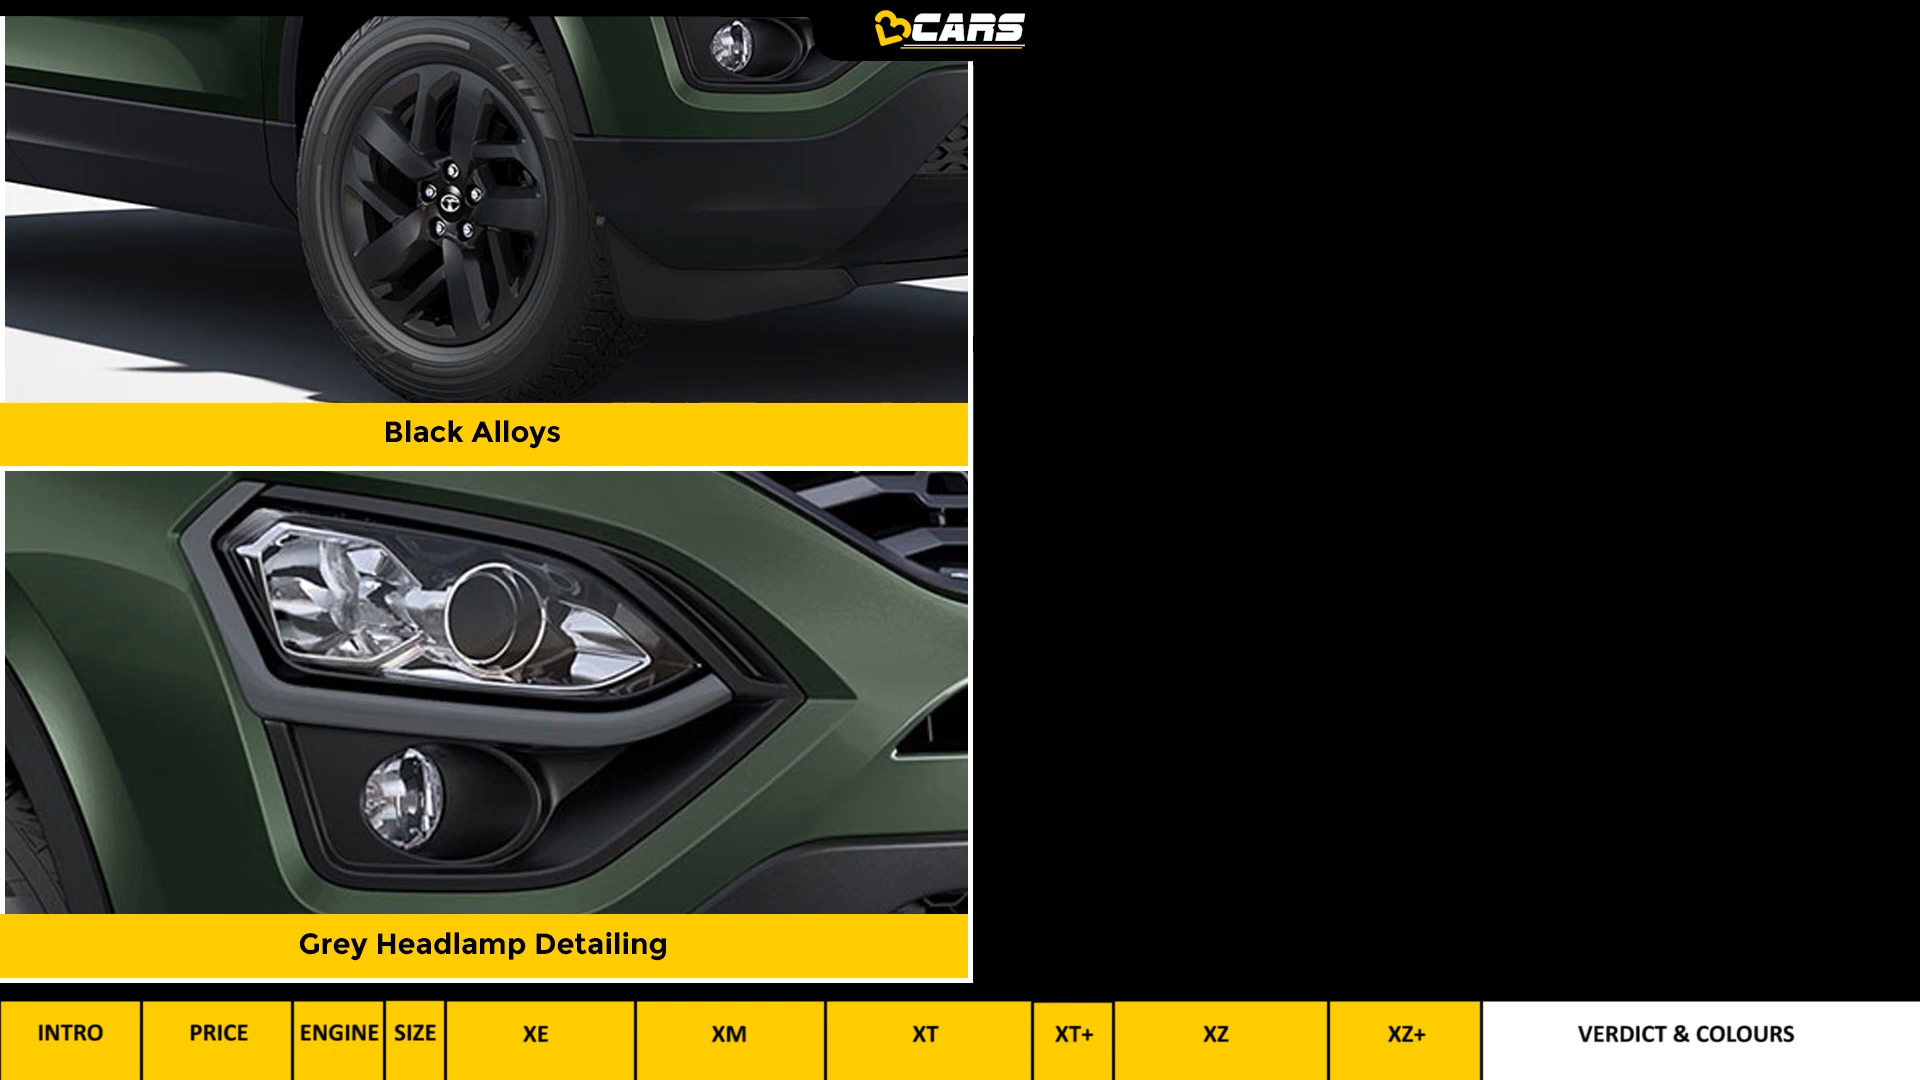 CARS
Black Alloys
Grey Headlamp Detailing
INTRO
PRICE
ENGINE
SIZE
XE
XM
XT
XT+
XZ
XZ+
VERDICT & COLOURS